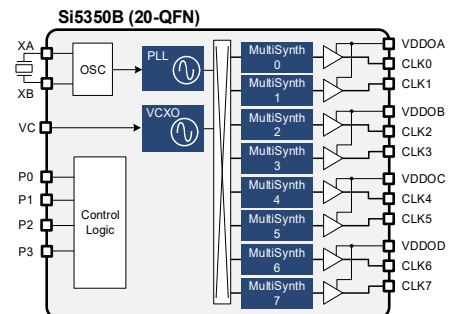 Si5350B (20-QFN)
XA
XB
OSC
PLL
VC
VCXO
P0
P1
P2
P3
Control
Logic
MultiSynth
0
MultiSynth
1
MultiSynth
2
MultiSynth
3
MultiSynth
4
MultiSynth
5
MultiSynth
6
MultiSynth
7
VDDOA
CLK0
CLK1
VDDOB
CLK2
CLK3
VDDOC
CLK4
CLK5
VDDOD
CLK6
CLK7